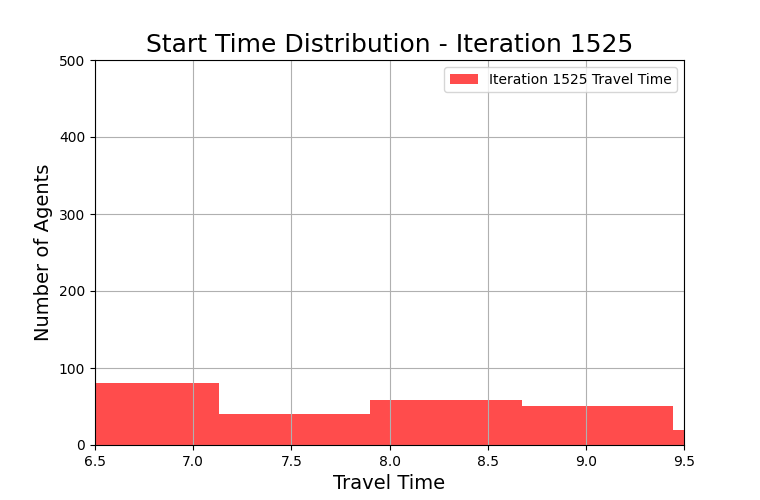 Start Time Distribution - Iteration 1525
Iteration 1525 Travel Time
Number of Agents
500
400
300
200
100
0
6.5 7.0 7.5 8.0 8.5 9.0 9.5
Travel Time